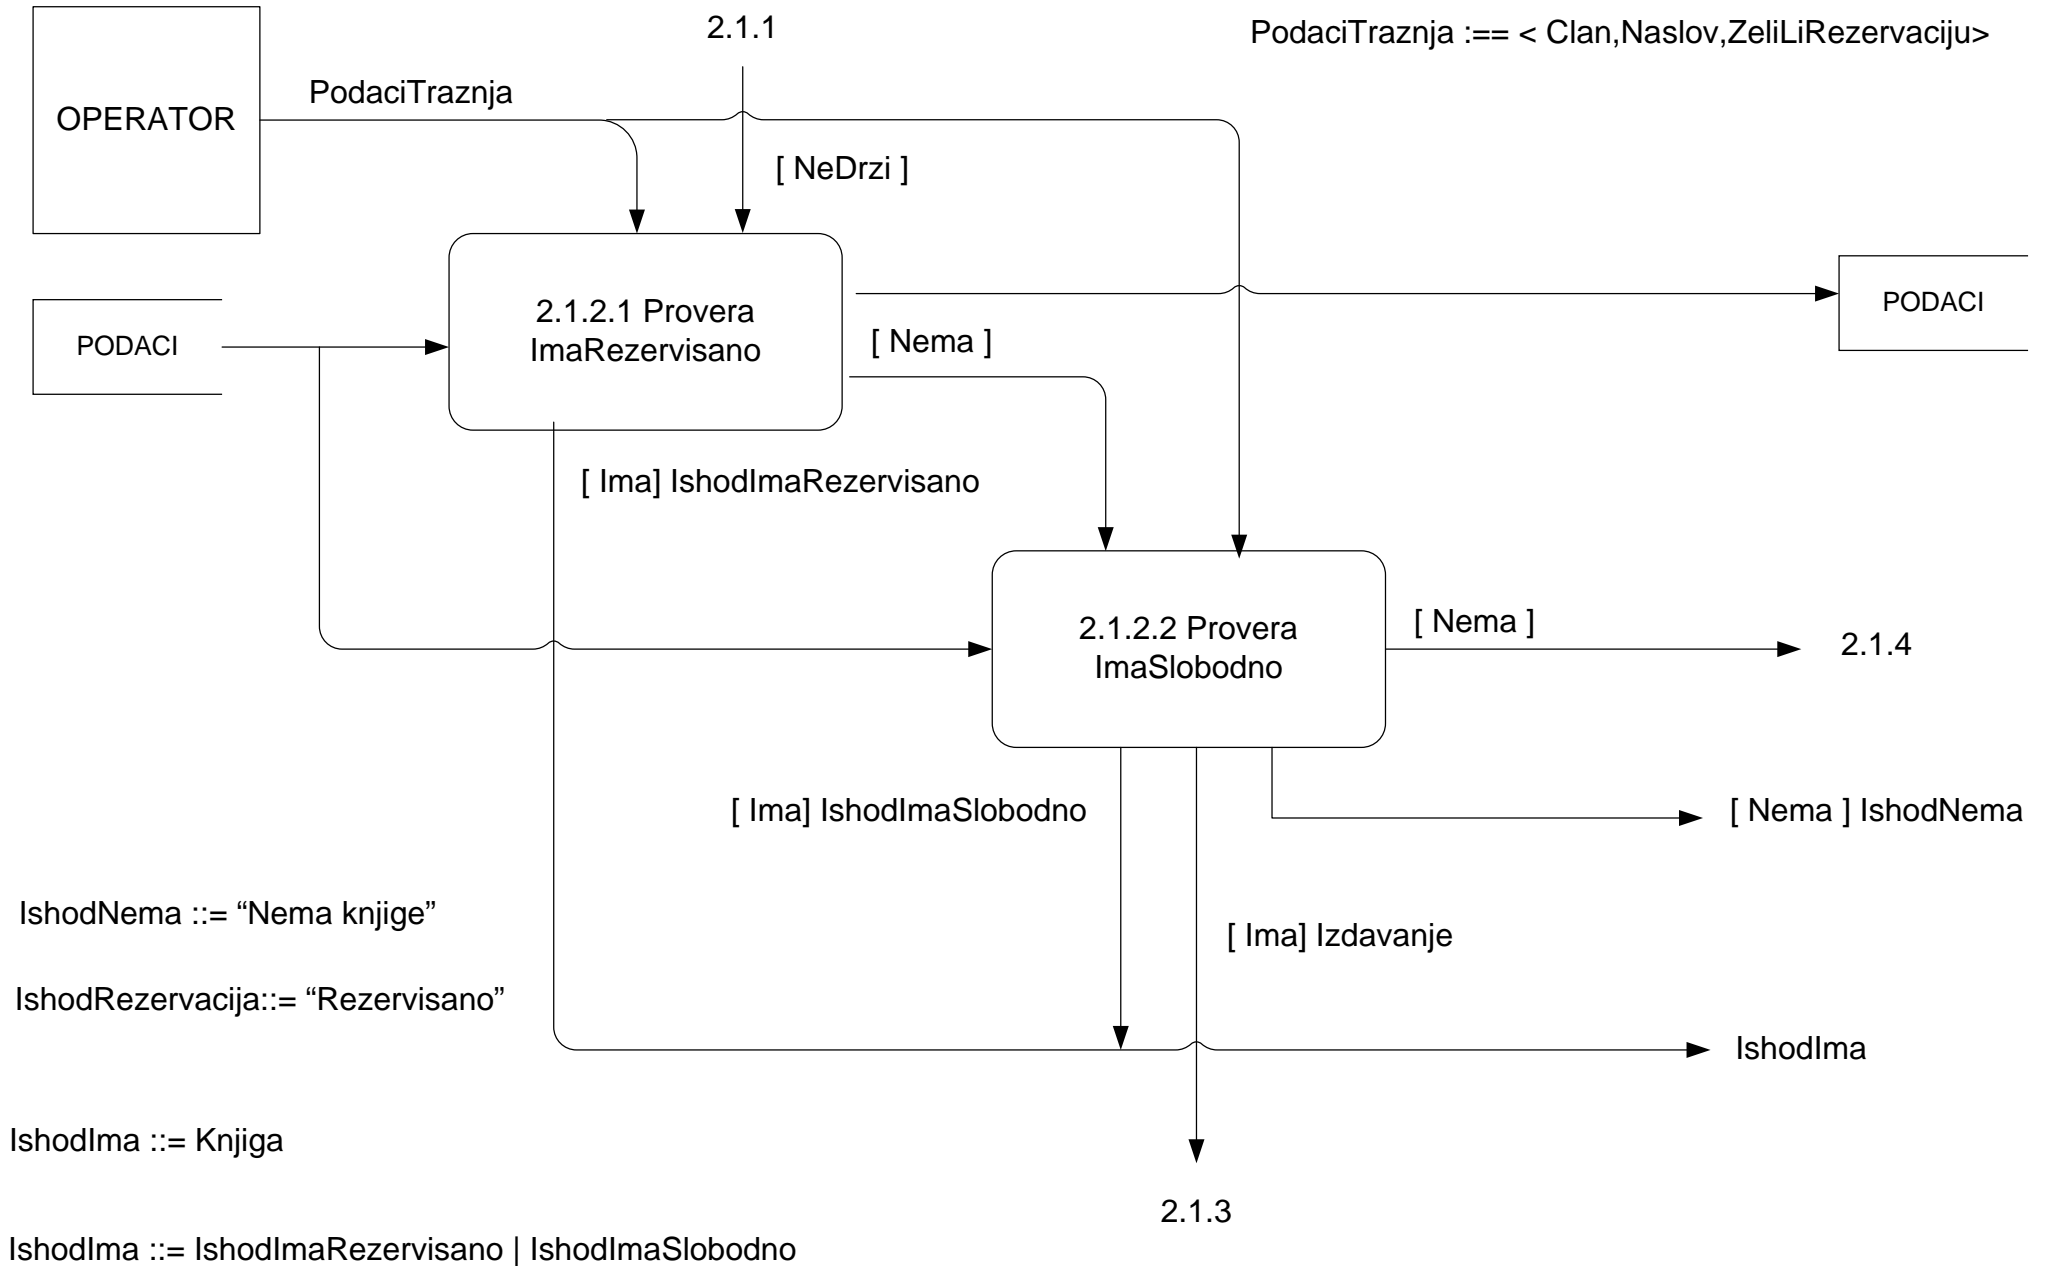 2.1.1
PodaciTraznja :== < Clan,Naslov,ZeliLiRezervaciju>
PodaciTraznja
OPERATOR
[ NeDrzi ]
2.1.2.1 Provera
ImaRezervisano
PODACI
PODACI
[ Nema ]
[ Ima] IshodImaRezervisano
2.1.2.2 Provera
ImaSlobodno
[ Nema ]
2.1.4
[ Ima] IshodImaSlobodno
[ Nema ] IshodNema
IshodNema ::= “Nema knjige”
[ Ima] Izdavanje
IshodRezervacija::= “Rezervisano”
IshodIma
IshodIma ::= Knjiga
2.1.3
IshodIma ::= IshodImaRezervisano | IshodImaSlobodno